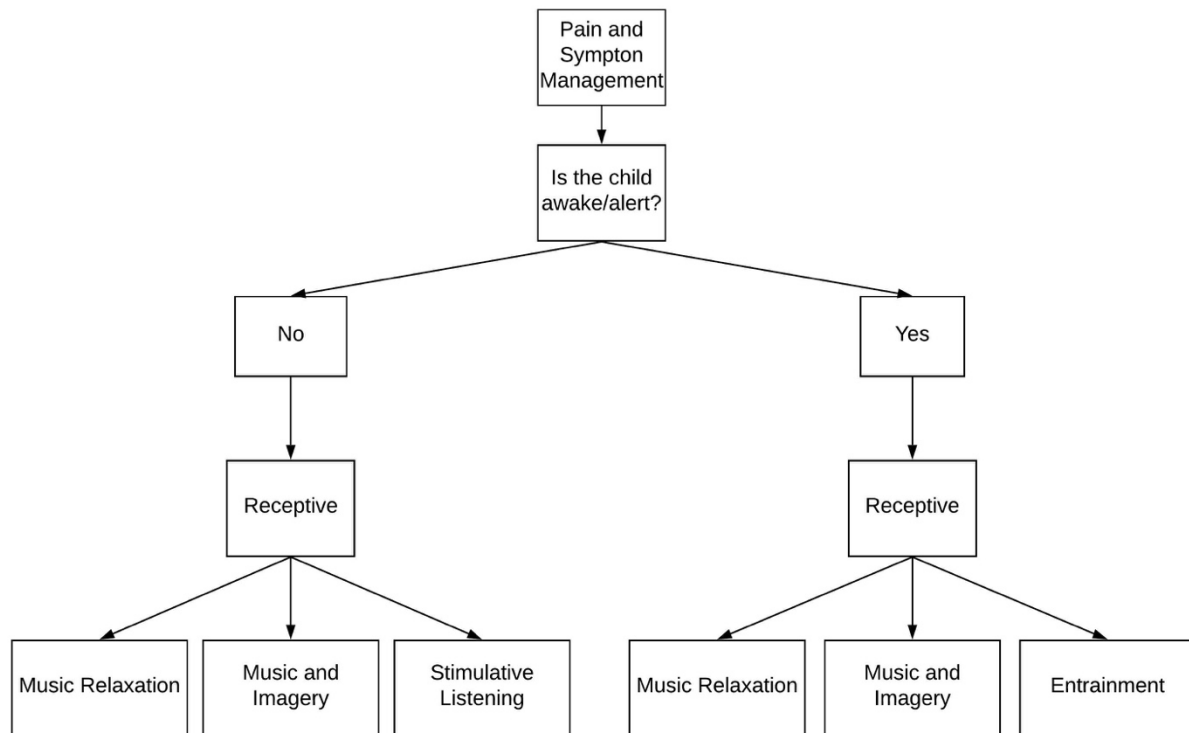 Pain and
Sympton
Management
Is the child
awake/alert?
No
Yes
Receptive
Receptive
Music Relaxation
Music and
Imagery
Stimulative
Listening
Music Relaxation
Music and
Imagery
Entrainment